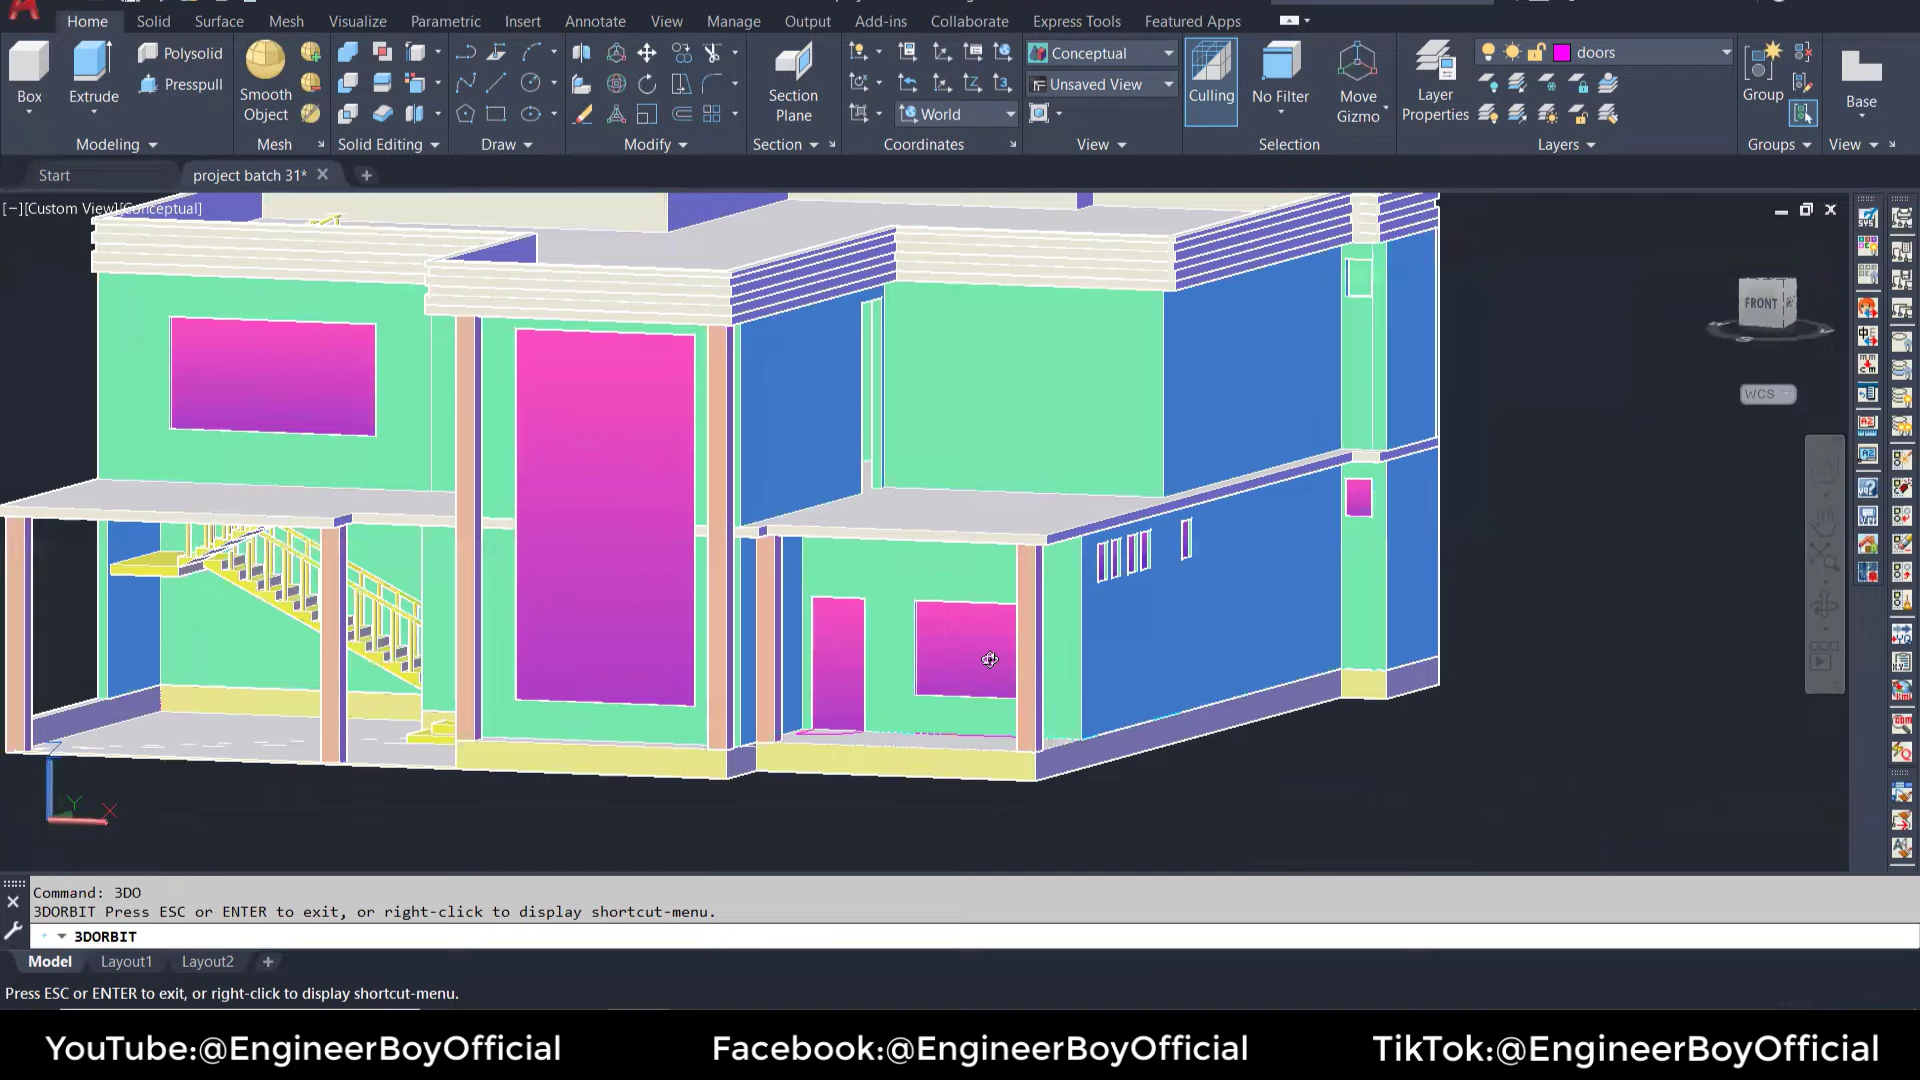 Home Solid Surface Mesh Visualize Parametric Insert Annotate View Manage Output Add-ins Collaborate Express Tools Featured Apps
Box
Extrude
Polysolid
Presspull
Smooth
Object
Section
Plane
World
Conceptual
Unsaved View
Culling
No Filter
Move
Gizmo
Layer
Properties
doors
Group
Base
Modeling Mesh Solid Editing Draw Modify Section Coordinates View Selection Layers Groups View
Start project batch 31*
[−][Custom View][Conceptual]
FRONT
WCS
Z
Y
X
Command: 3DO
3DORBIT Press ESC or ENTER to exit, or right-click to display shortcut-menu.
3DORBIT
Model Layout1 Layout2
Press ESC or ENTER to exit, or right-click to display shortcut-menu.
YouTube:@EngineerBoyOfficial Facebook:@EngineerBoyOfficial TikTok:@EngineerBoyOfficial